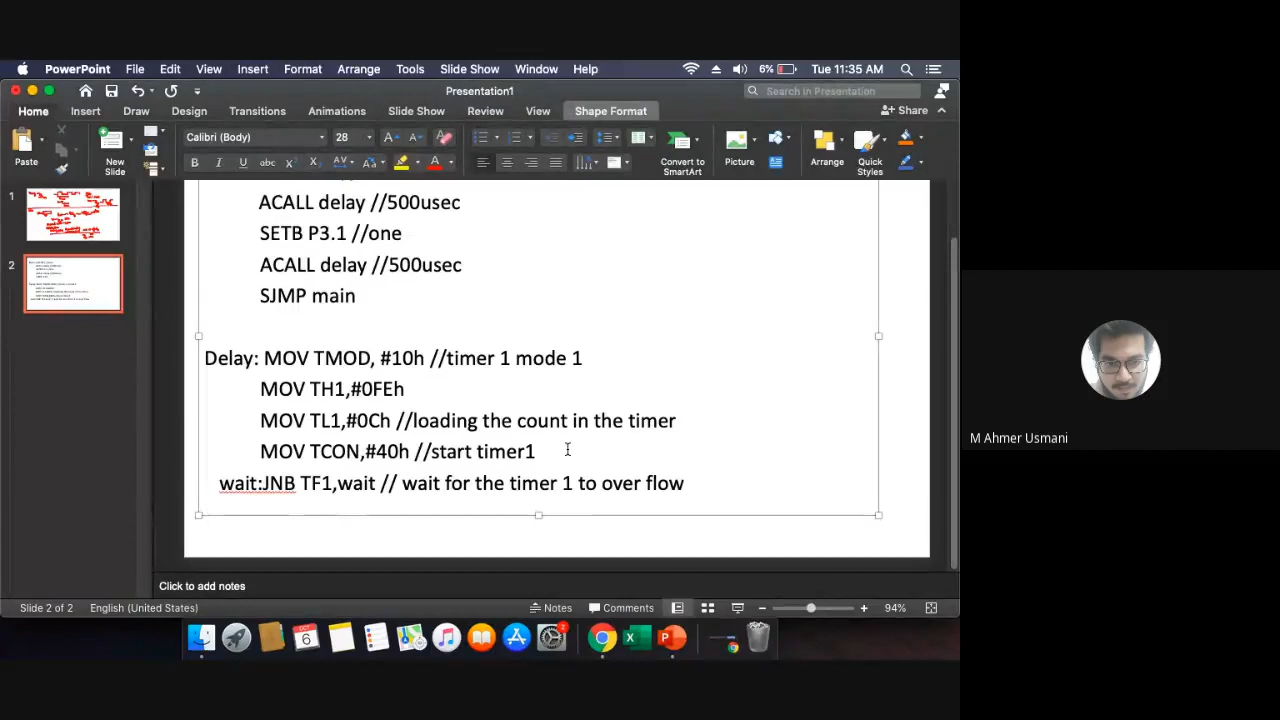 PowerPoint File Edit View Insert Format Arrange Tools Slide Show Window Help 6% Tue 11:35 AM
Presentation1
Search in Presentation
Home Insert Draw Design Transitions Animations Slide Show Review View Shape Format Share
Calibri (Body) 28
Paste
New Slide
Convert to SmartArt
Picture
Arrange
Quick Styles
1
2
ACALL delay //500usec
SETB P3.1 //one
ACALL delay //500usec
SJMP main
Delay: MOV TMOD, #10h //timer 1 mode 1
MOV TH1,#0FEh
MOV TL1,#0Ch //loading the count in the timer
MOV TCON,#40h //start timer1
wait:JNB TF1,wait // wait for the timer 1 to over flow
Click to add notes
Slide 2 of 2 English (United States) Notes Comments 94%
OCT
6
2
M Ahmer Usmani